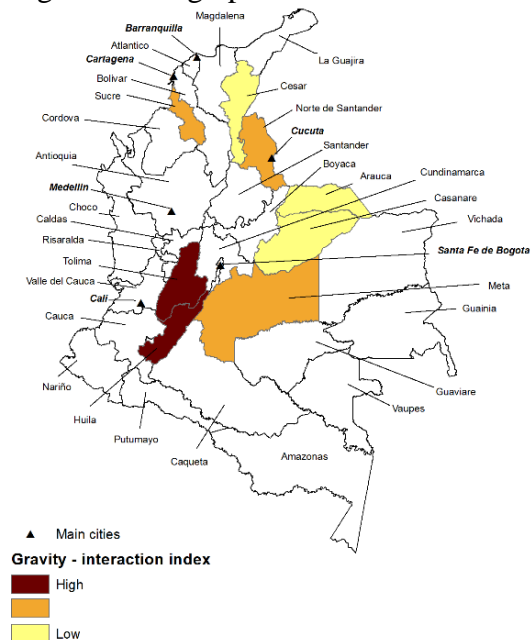 Magdalena
Barranquilla
Atlantico
La Guajira
Cartagena
Bolivar
Cesar
Sucre
Norte de Santander
Cordova
Cucuta
Santander
Antioquia
Boyaca
Cundinamarca
Arauca
Medellin
Casanare
Choco
Vichada
Caldas
Risaralda
Santa Fe de Bogota
Tolima
Valle del Cauca
Meta
Cali
Guainia
Cauca
Nariño
Guaviare
Huila
Vaupes
Putumayo
Caqueta
Amazonas
Main cities
Gravity - interaction index
High
Low